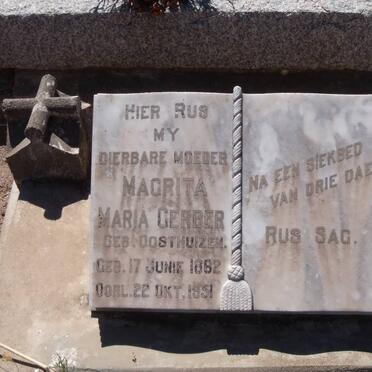 HIER RUS
MY
DIERBARE MOEDER
MAGRITA
MARIA GERBER
GEB. OOSTHUIZEN.
GEB. 17 JUNIE 1892
OORL. 22 OKT. 1951
NA EEN SIEKBED
VAN DRIE DAE
RUS SAG.